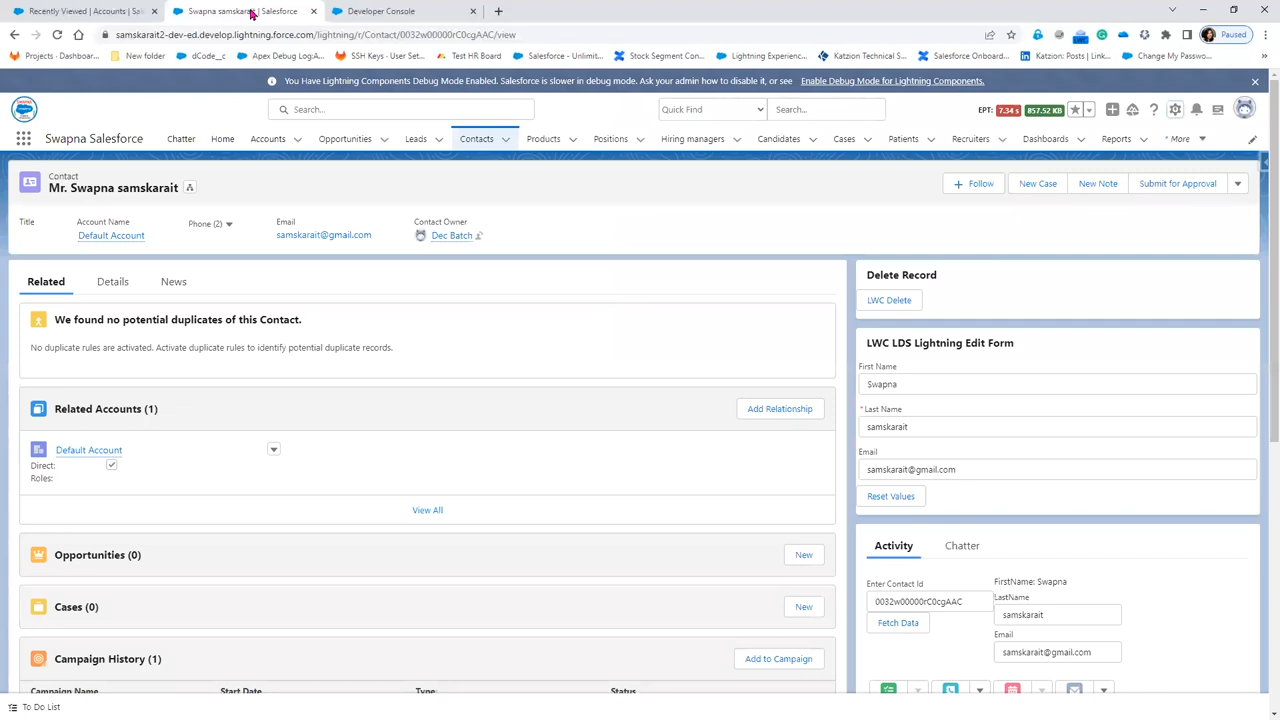 Recently Viewed | Accounts | Sal
Swapna samskarait | Salesforce
Developer Console
samskarait2-dev-ed.develop.lightning.force.com/lightning/r/Contact/0032w00000rC0cgAAC/view
Paused
Projects · Dashboar...
New folder
dCode__c
Apex Debug Log:A...
SSH Keys · User Set...
Test HR Board
Salesforce - Unlimit...
Stock Segment Con...
Lightning Experienc...
Katzion Technical S...
Salesforce Onboard...
Katzion: Posts | Link...
Change My Passwo...
You Have Lightning Components Debug Mode Enabled. Salesforce is slower in debug mode. Ask your admin how to disable it, or see Enable Debug Mode for Lightning Components.
Search...
Quick Find
Search...
EPT: 7.34 s 857.52 KB
Swapna Salesforce
Chatter
Home
Accounts
Opportunities
Leads
Contacts
Products
Positions
Hiring managers
Candidates
Cases
Patients
Recruiters
Dashboards
Reports
* More
Contact
Mr. Swapna samskarait
Follow
New Case
New Note
Submit for Approval
Title
Account Name
Default Account
Phone (2)
Email
samskarait@gmail.com
Contact Owner
Dec Batch
Related
Details
News
We found no potential duplicates of this Contact.
No duplicate rules are activated. Activate duplicate rules to identify potential duplicate records.
Related Accounts (1)
Add Relationship
Default Account
Direct:
Roles:
View All
Opportunities (0)
New
Cases (0)
New
Campaign History (1)
Add to Campaign
Campaign Name
Start Date
Type:
Status
Delete Record
LWC Delete
LWC LDS Lightning Edit Form
First Name
Swapna
* Last Name
samskarait
Email
samskarait@gmail.com
Reset Values
Activity
Chatter
Enter Contact Id
0032w00000rC0cgAAC
Fetch Data
FirstName: Swapna
LastName
samskarait
Email
samskarait@gmail.com
To Do List